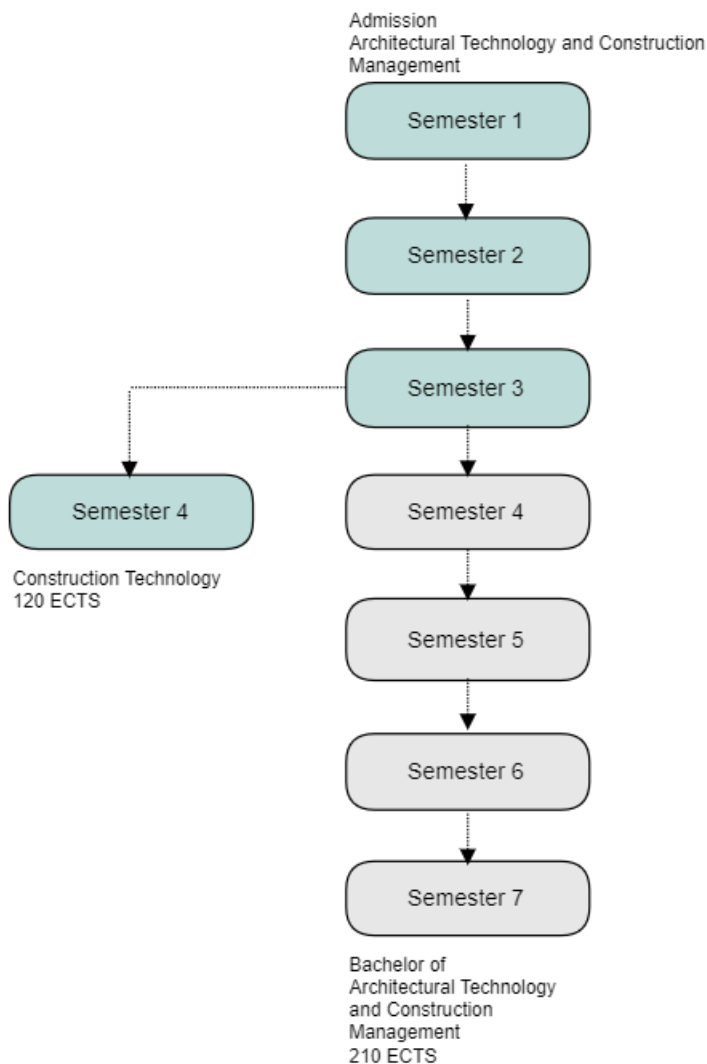 Admission
Architectural Technology and Construction
Management
Semester 1
Semester 2
Semester 3
Semester 4
Semester 4
Construction Technology
120 ECTS
Semester 5
Semester 6
Semester 7
Bachelor of
Architectural Technology
and Construction
Management
210 ECTS